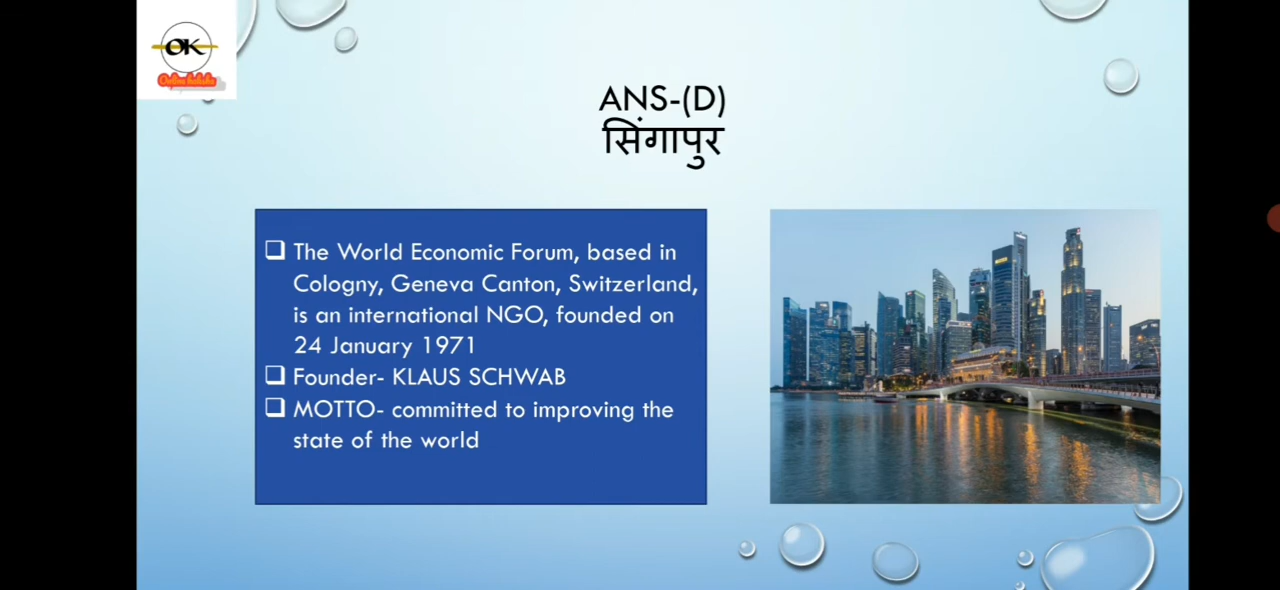 OK
ANS-(D)
सिंगापुर
❑ The World Economic Forum, based in
Cologny, Geneva Canton, Switzerland,
is an international NGO, founded on
24 January 1971
❑ Founder- KLAUS SCHWAB
❑ MOTTO- committed to improving the
state of the world